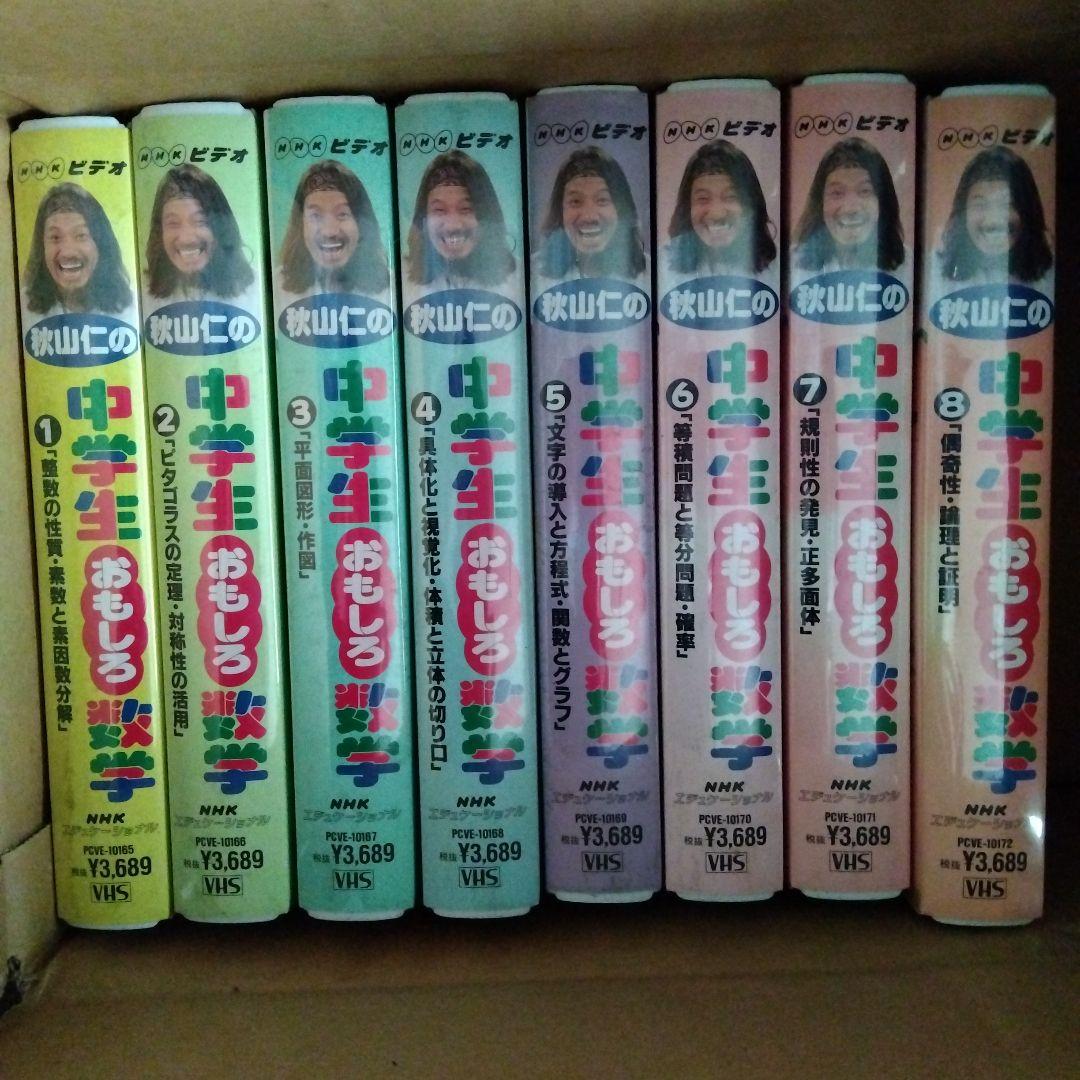 NHKビデオ
秋山仁の
中学生おもしろ数学
1「整数の性質・素数と素因数分解」
NHK
エデュケーショナル
PCVE-10165
税抜¥3,689
VHS
NHKビデオ
秋山仁の
中学生おもしろ数学
2「ピタゴラスの定理・対称性の活用」
NHK
エデュケーショナル
PCVE-10166
税抜¥3,689
VHS
NHKビデオ
秋山仁の
中学生おもしろ数学
3「平面図形・作図」
NHK
エデュケーショナル
PCVE-10167
税抜¥3,689
VHS
NHKビデオ
秋山仁の
中学生おもしろ数学
4「具体化と視覚化・体積と立体の切り口」
NHK
エデュケーショナル
PCVE-10168
税抜¥3,689
VHS
NHKビデオ
秋山仁の
中学生おもしろ数学
5「文字の導入と方程式・関数とグラフ」
NHK
エデュケーショナル
PCVE-10169
税抜¥3,689
VHS
NHKビデオ
秋山仁の
中学生おもしろ数学
6「等積問題と等分問題・確率」
NHK
エデュケーショナル
PCVE-10170
税抜¥3,689
VHS
NHKビデオ
秋山仁の
中学生おもしろ数学
7「規則性の発見・正多面体」
NHK
エデュケーショナル
PCVE-10171
税抜¥3,689
VHS
NHKビデオ
秋山仁の
中学生おもしろ数学
8「偶奇性・論理と証明」
NHK
エデュケーショナル
PCVE-10172
税抜¥3,689
VHS